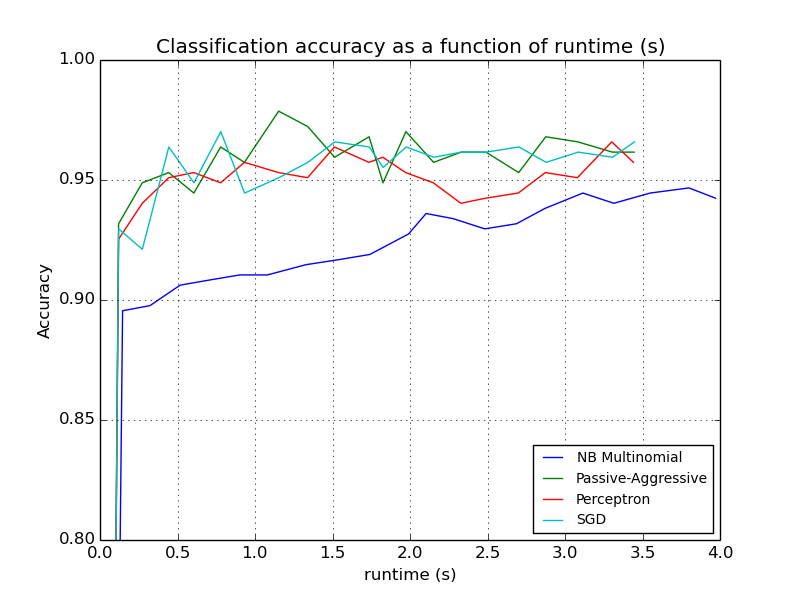 Classification accuracy as a function of runtime (s)
1.00
0.95
0.90
0.85
0.80
Accuracy
NB Multinomial
Passive-Aggressive
Perceptron
SGD
0.0 0.5 1.0 1.5 2.0 2.5 3.0 3.5 4.0
runtime (s)